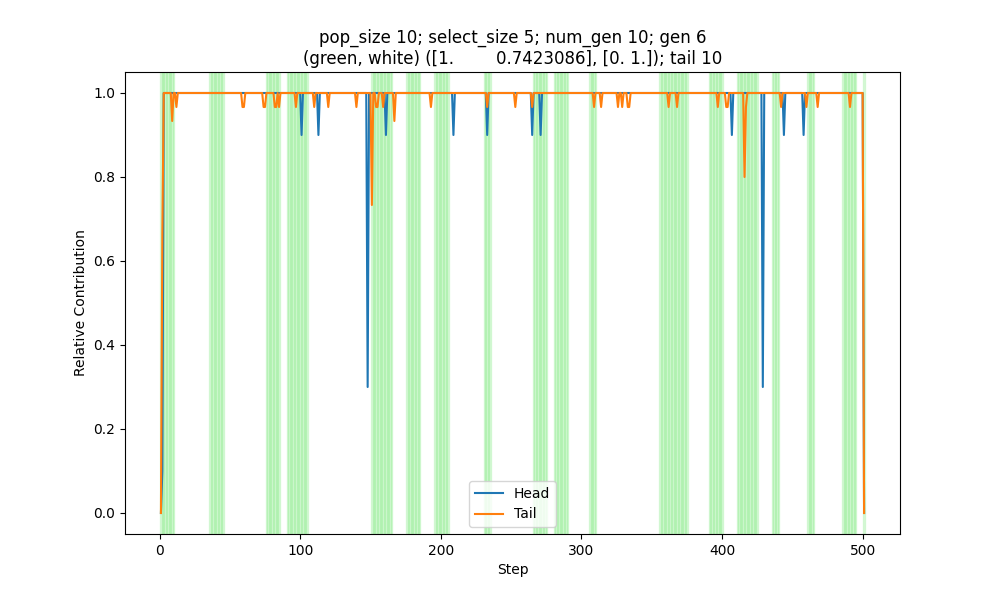 pop_size 10; select_size 5; num_gen 10; gen 6
(green, white) ([1.        0.7423086], [0. 1.]); tail 10
1.0
0.8
0.6
0.4
0.2
0.0
Relative Contribution
Head
Tail
0 100 200 300 400 500
Step